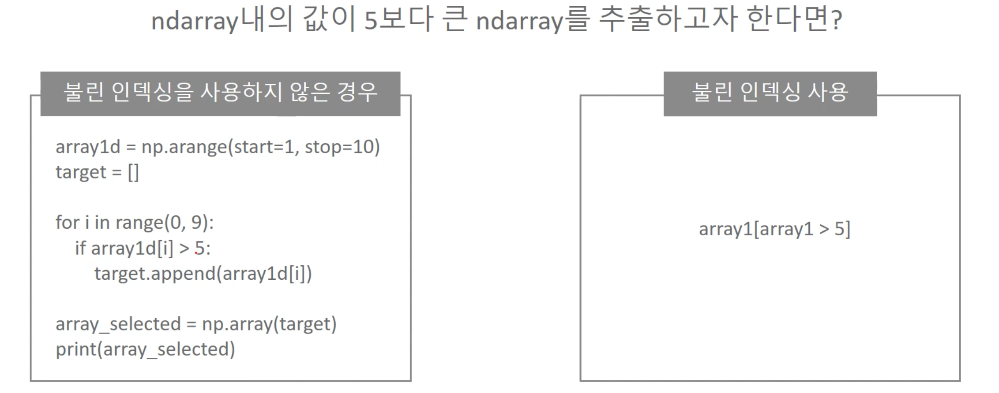 ndarray내의 값이 5보다 큰 ndarray를 추출하고자 한다면?
불린 인덱싱을 사용하지 않은 경우
array1d = np.arange(start=1, stop=10)
target = []
for i in range(0, 9):
if array1d[i] > 5:
target.append(array1d[i])
array_selected = np.array(target)
print(array_selected)
불린 인덱싱 사용
array1[array1 > 5]